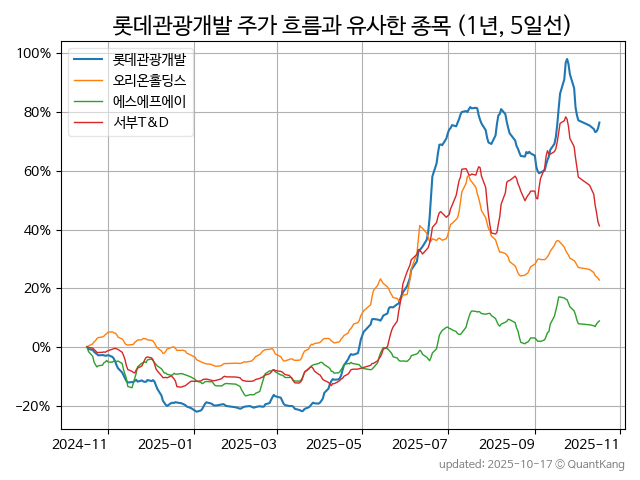 롯데관광개발 주가 흐름과 유사한 종목 (1년, 5일선)
100%
80%
60%
40%
20%
0%
−20%
롯데관광개발
오리온홀딩스
에스에프에이
서부T&D
2024−11
2025−01
2025−03
2025−05
2025−07
2025−09
2025−11
updated: 2025-10-17 © QuantKang